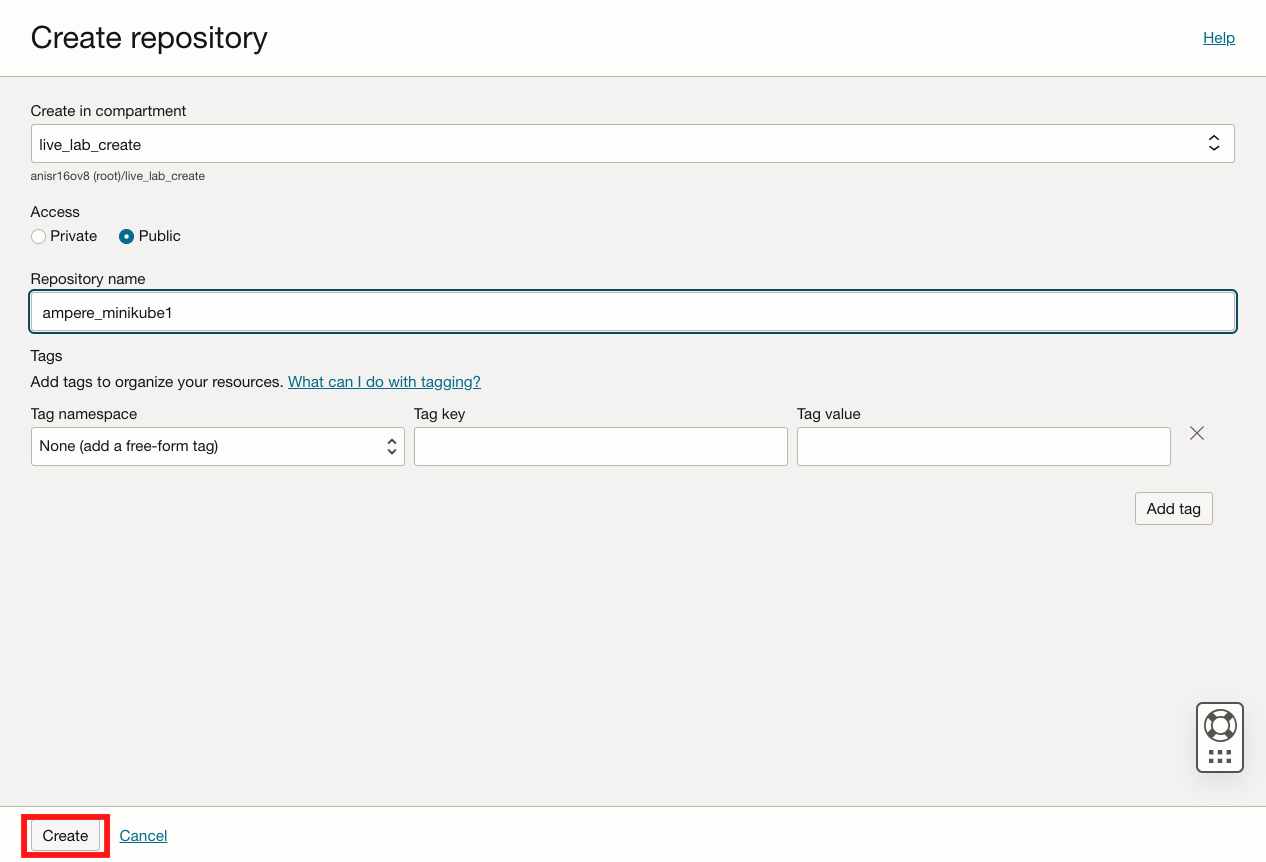 Create repository
Help
Create in compartment
live_lab_create
anisr16ov8 (root)/live_lab_create
Access
Private Public
Repository name
ampere_minikube1
Tags
Add tags to organize your resources. What can I do with tagging?
Tag namespace Tag key Tag value
None (add a free-form tag)
Add tag
Create Cancel